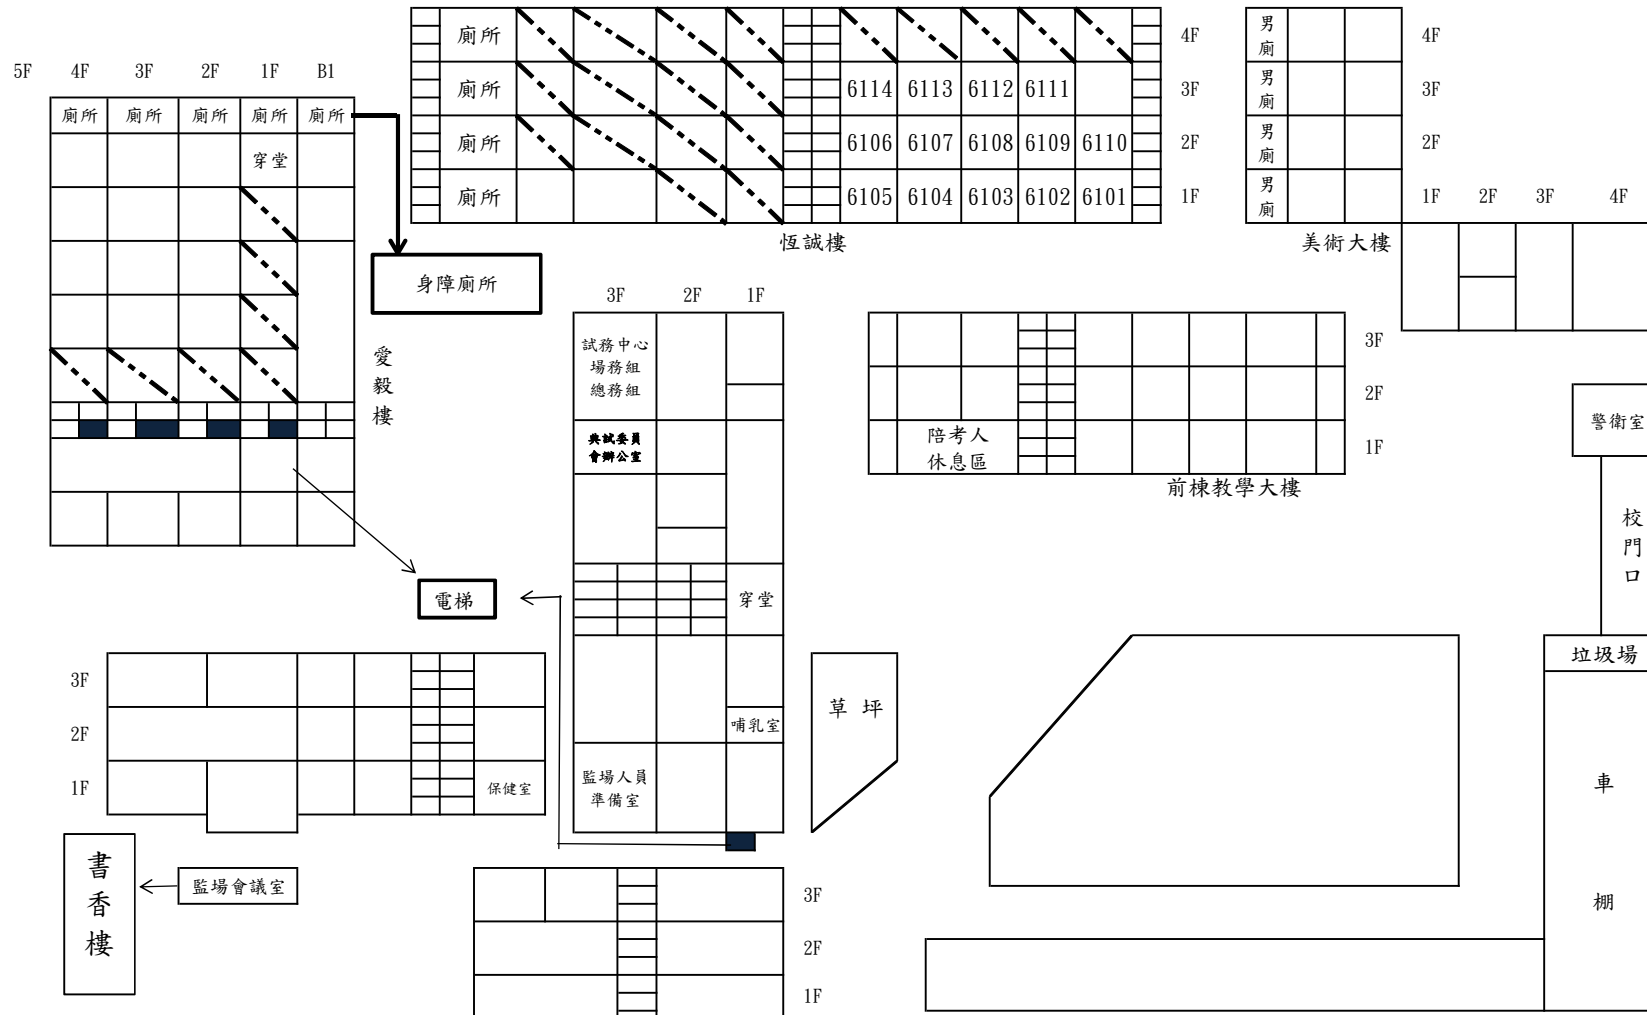 5F 4F 3F 2F 1F B1
廁所 廁所 廁所 廁所 廁所
穿堂
愛毅樓
身障廁所
廁所 4F
廁所 6114 6113 6112 6111 3F
廁所 6106 6107 6108 6109 6110 2F
廁所 6105 6104 6103 6102 6101 1F
恆誠樓
男廁 4F
男廁 3F
男廁 2F
男廁 1F 2F 3F 4F
美術大樓
3F 2F 1F
試務中心
場務組
總務組
典試委員
會辦公室
穿堂
哺乳室
監場人員
準備室
電梯
3F
2F
陪考人
休息區
1F
前棟教學大樓
警衛室
校門口
垃圾場
車棚
草坪
3F
2F
1F
保健室
書香樓
監場會議室
3F
2F
1F